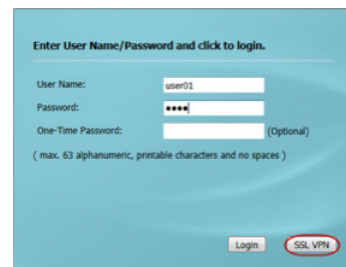 Enter User Name/Password and click to login.
User Name: user01
Password: ••••
One-Time Password: (Optional)
( max. 63 alphanumeric, printable characters and no spaces )
Login SSL VPN